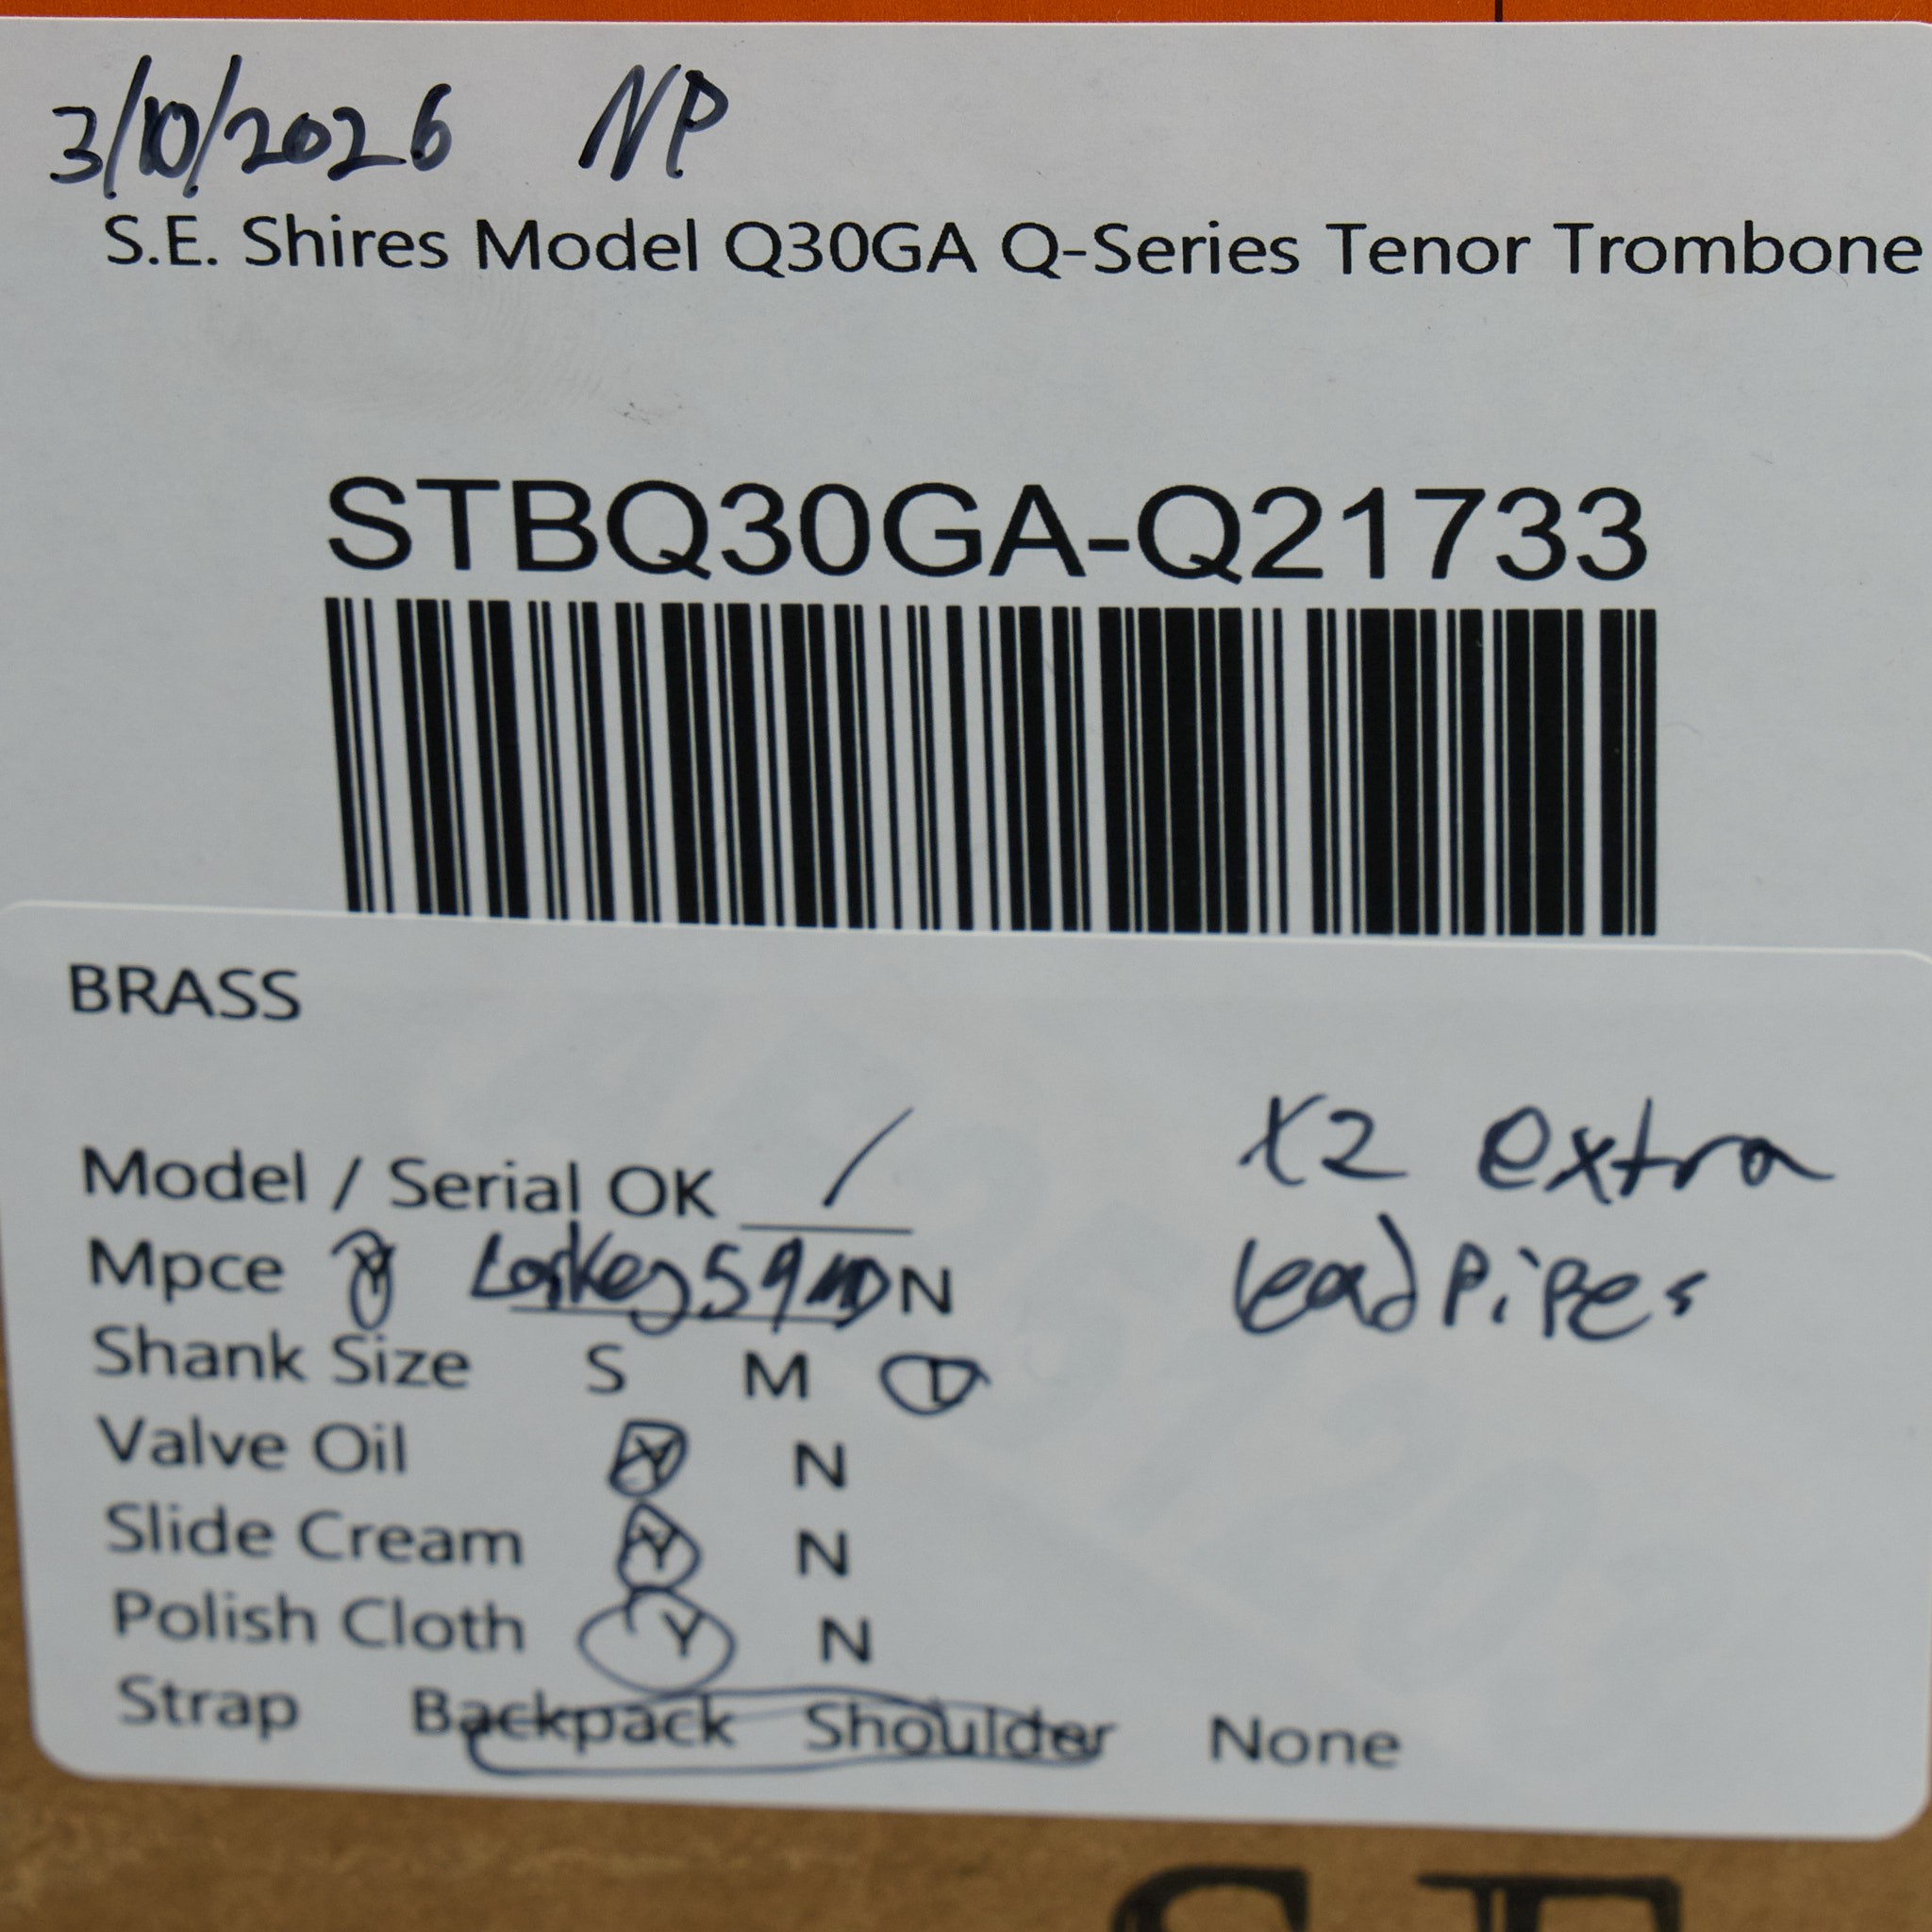 3/10/2026 NP
S.E. Shires Model Q30GA Q-Series Tenor Trombone
STBQ30GA-Q21733
BRASS
Model / Serial OK
x2 extra
Mpce Y 59 N
lead pipes
Shank Size S M L
Valve Oil Y N
Slide Cream Y N
Polish Cloth Y N
Strap Backpack Shoulder None
S.E.